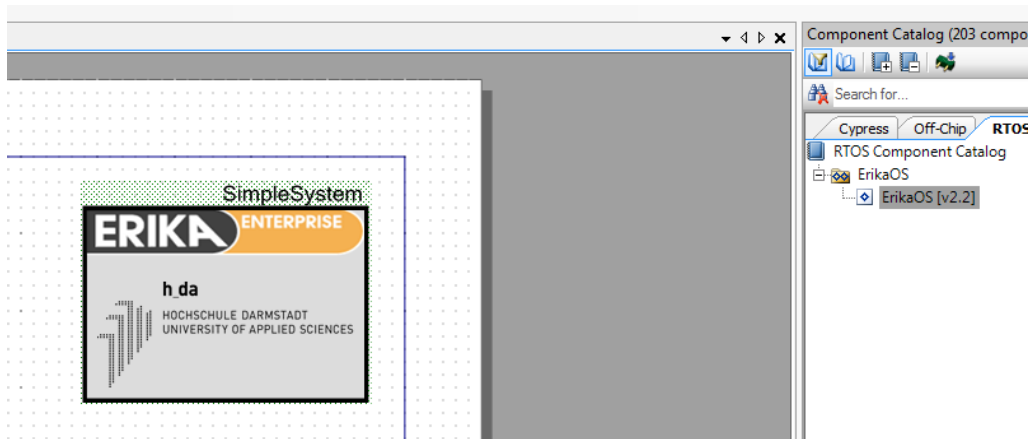 Component Catalog (203 compo
Search for...
Cypress Off-Chip RTOS
RTOS Component Catalog
ErikaOS
ErikaOS [v2.2]
SimpleSystem
ERIKA ENTERPRISE
h_da
HOCHSCHULE DARMSTADT
UNIVERSITY OF APPLIED SCIENCES